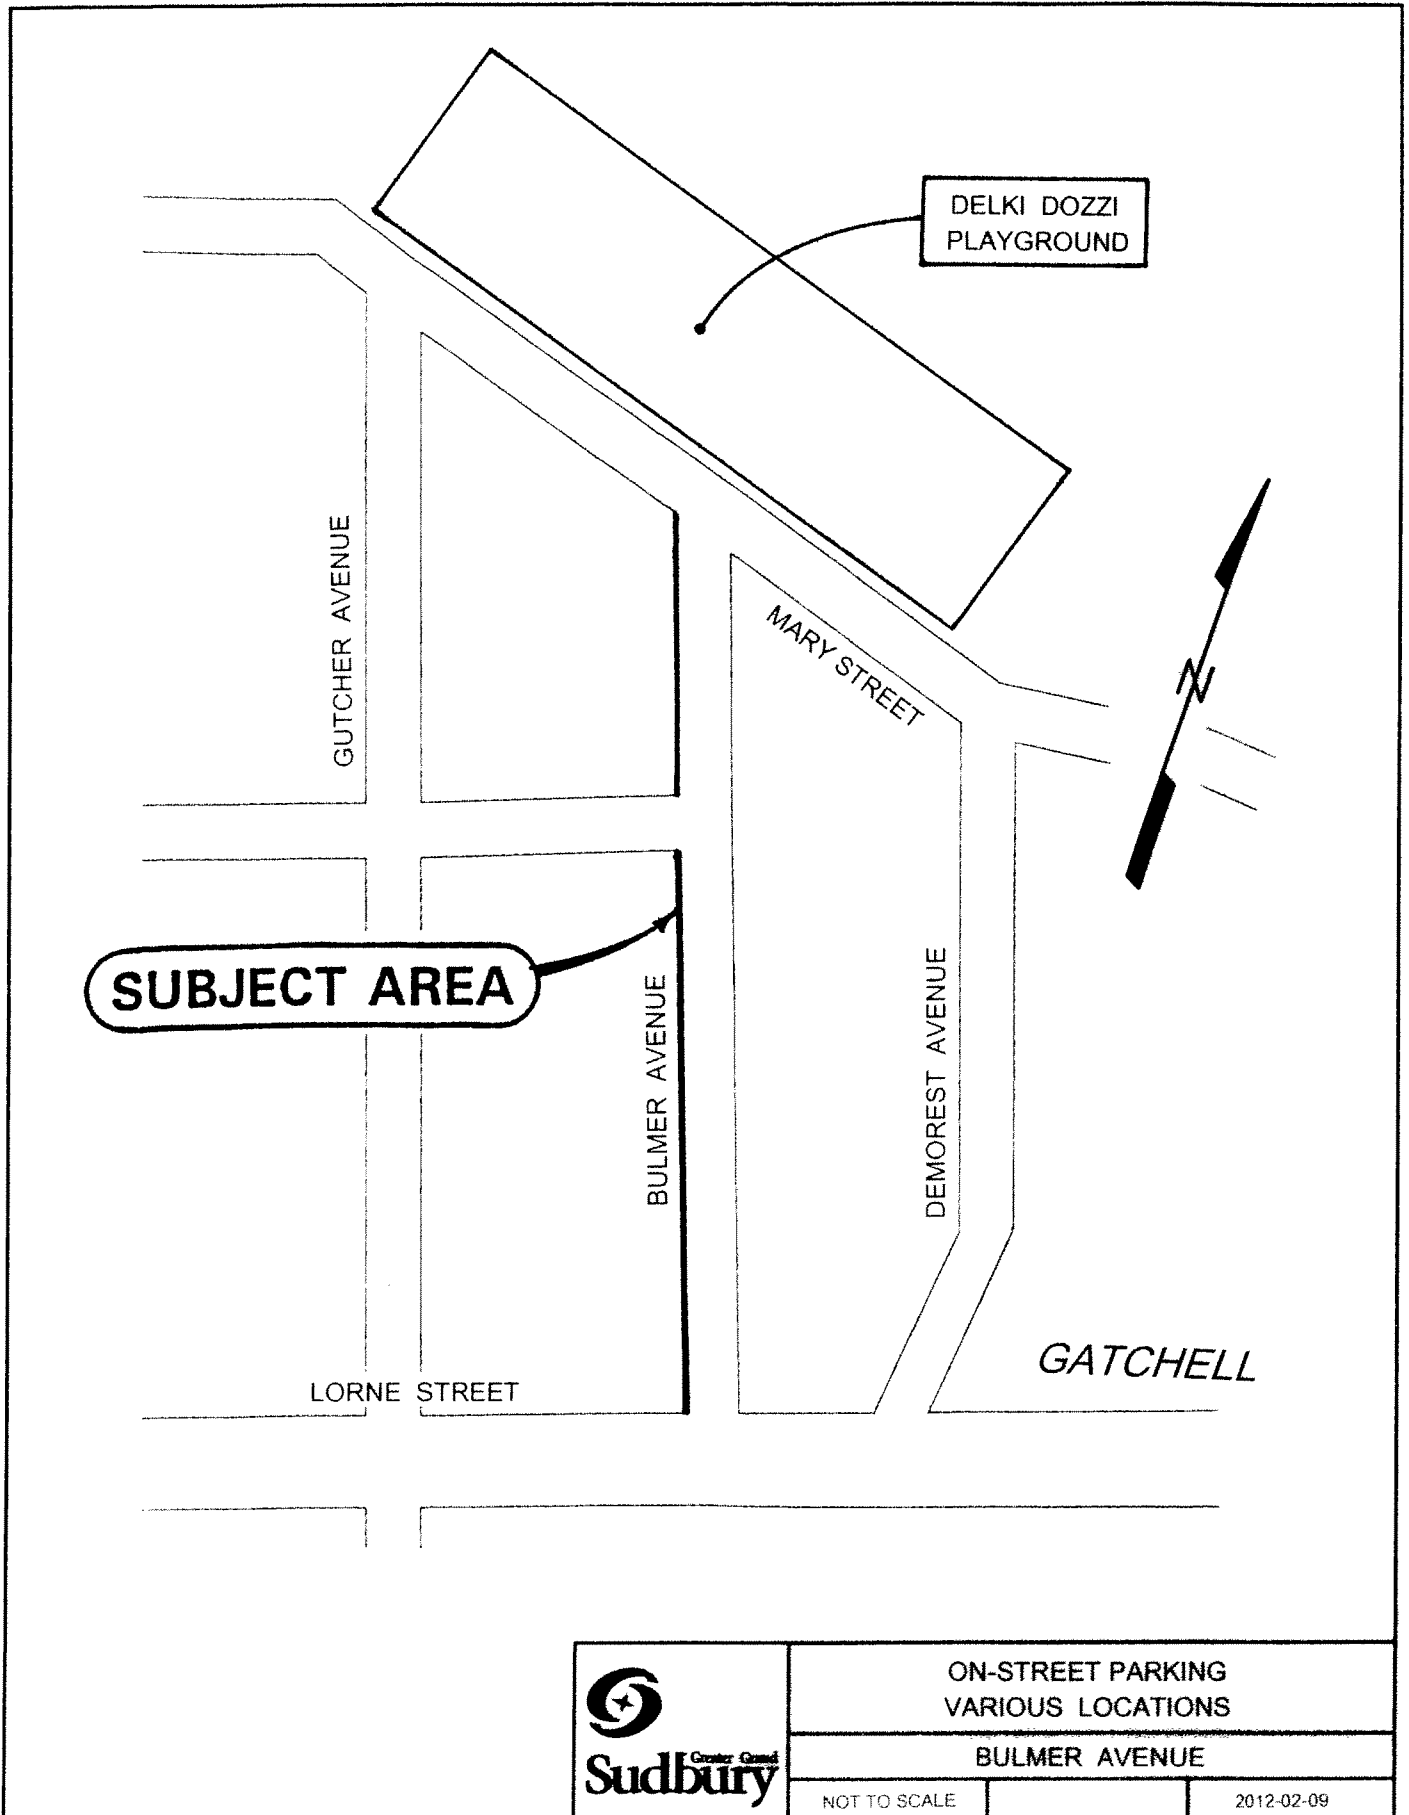 DELKI DOZZI
PLAYGROUND
GUTCHER AVENUE
MARY STREET
N
SUBJECT AREA
BULMER AVENUE
DEMOREST AVENUE
GATCHELL
LORNE STREET
ON-STREET PARKING
VARIOUS LOCATIONS
Greater Grand
Sudbury
BULMER AVENUE
NOT TO SCALE
2012-02-09